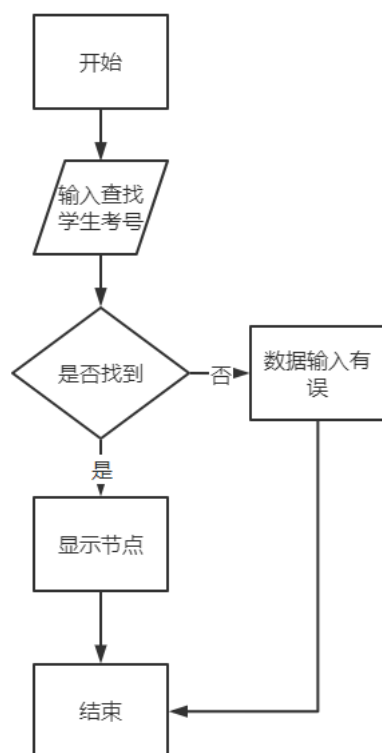 开始
输入查找
学生考号
是否找到
否
数据输入有
误
是
显示节点
结束